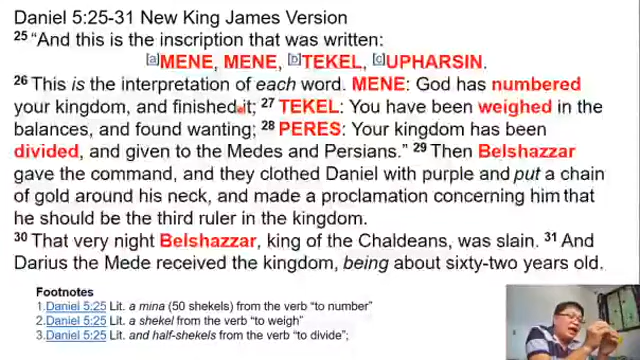 Daniel 5:25-31 New King James Version
25 “And this is the inscription that was written:
[a]MENE, MENE, [b]TEKEL, [c]UPHARSIN.
26 This is the interpretation of each word. MENE: God has numbered
your kingdom, and finished it; 27 TEKEL: You have been weighed in the
balances, and found wanting; 28 PERES: Your kingdom has been
divided, and given to the Medes and Persians.” 29 Then Belshazzar
gave the command, and they clothed Daniel with purple and put a chain
of gold around his neck, and made a proclamation concerning him that
he should be the third ruler in the kingdom.
30 That very night Belshazzar, king of the Chaldeans, was slain. 31 And
Darius the Mede received the kingdom, being about sixty-two years old.
Footnotes
1.Daniel 5:25 Lit. a mina (50 shekels) from the verb “to number”
2.Daniel 5:25 Lit. a shekel from the verb “to weigh”
3.Daniel 5:25 Lit. and half-shekels from the verb “to divide”;